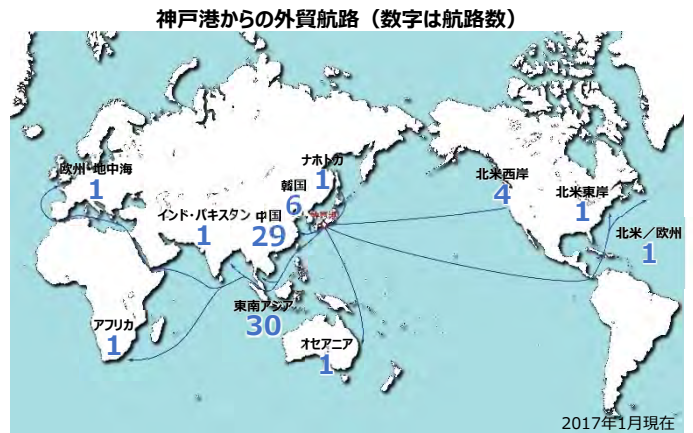 神戸港からの外貿航路（数字は航路数）
欧州・地中海
1
インド・パキスタン
1
中国
29
韓国
6
ナホトカ
1
神戸港
北米西岸
4
北米東岸
1
北米／欧州
1
東南アジア
30
アフリカ
1
オセアニア
1
2017年1月現在